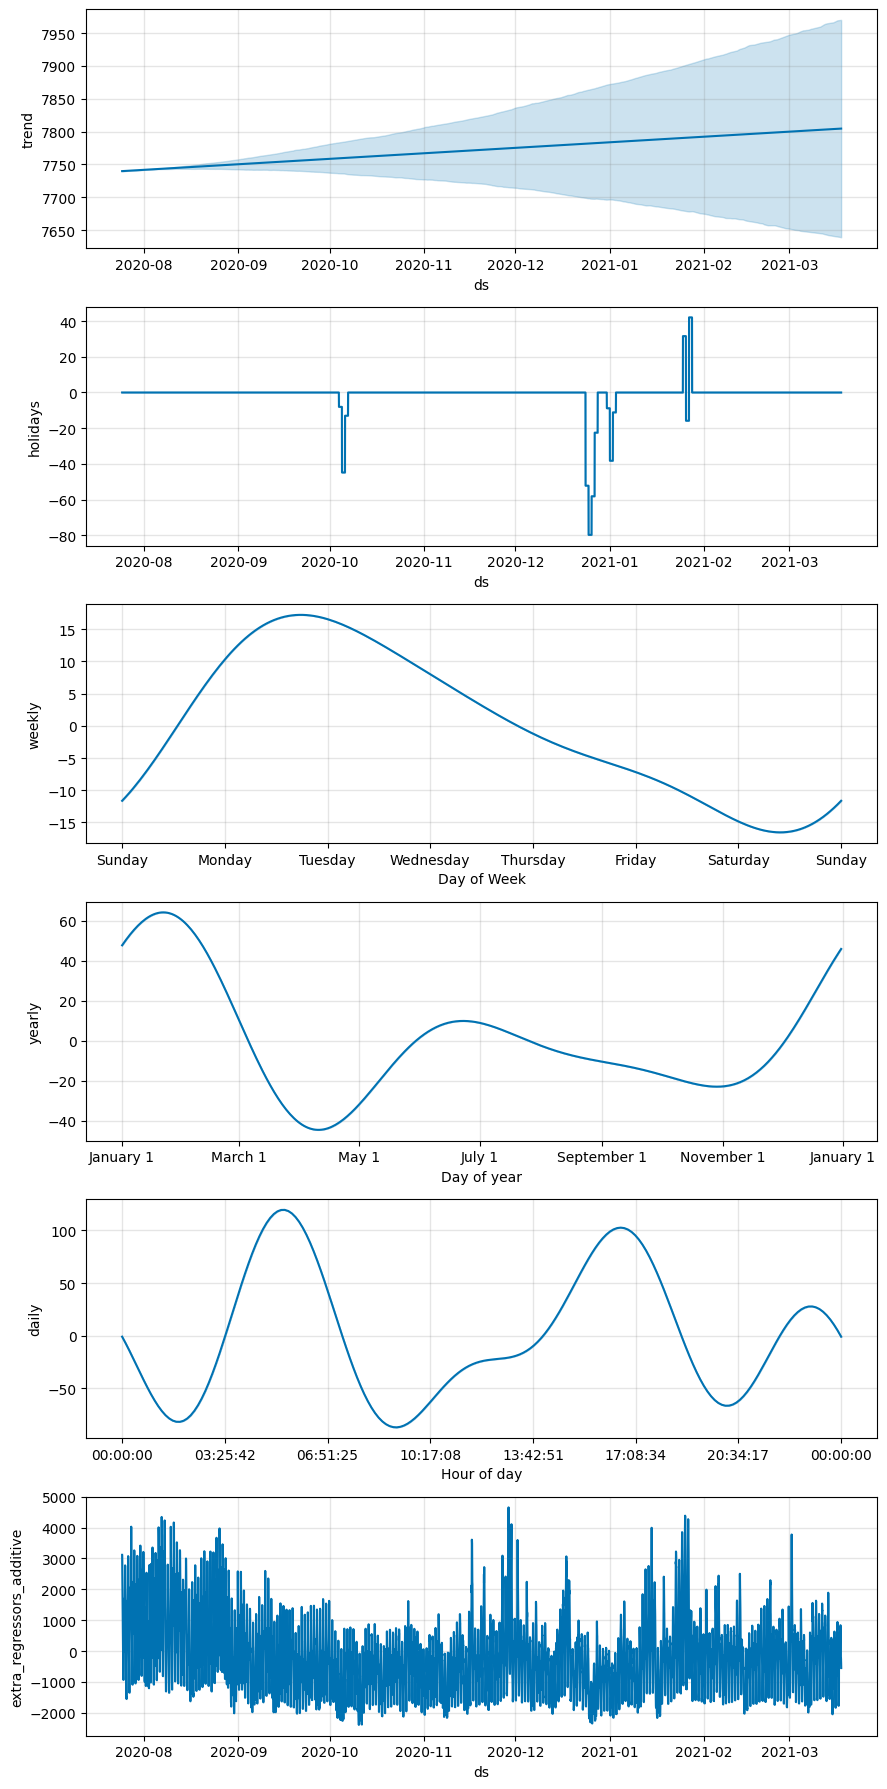 trend
7950
7900
7850
7800
7750
7700
7650
2020-08 2020-09 2020-10 2020-11 2020-12 2021-01 2021-02 2021-03
ds
holidays
40
20
0
−20
−40
−60
−80
2020-08 2020-09 2020-10 2020-11 2020-12 2021-01 2021-02 2021-03
ds
weekly
15
10
5
0
−5
−10
−15
Sunday Monday Tuesday Wednesday Thursday Friday Saturday Sunday
Day of Week
yearly
60
40
20
0
−20
−40
January 1 March 1 May 1 July 1 September 1 November 1 January 1
Day of year
daily
100
50
0
−50
00:00:00 03:25:42 06:51:25 10:17:08 13:42:51 17:08:34 20:34:17 00:00:00
Hour of day
extra_regressors_additive
5000
4000
3000
2000
1000
0
−1000
−2000
2020-08 2020-09 2020-10 2020-11 2020-12 2021-01 2021-02 2021-03
ds